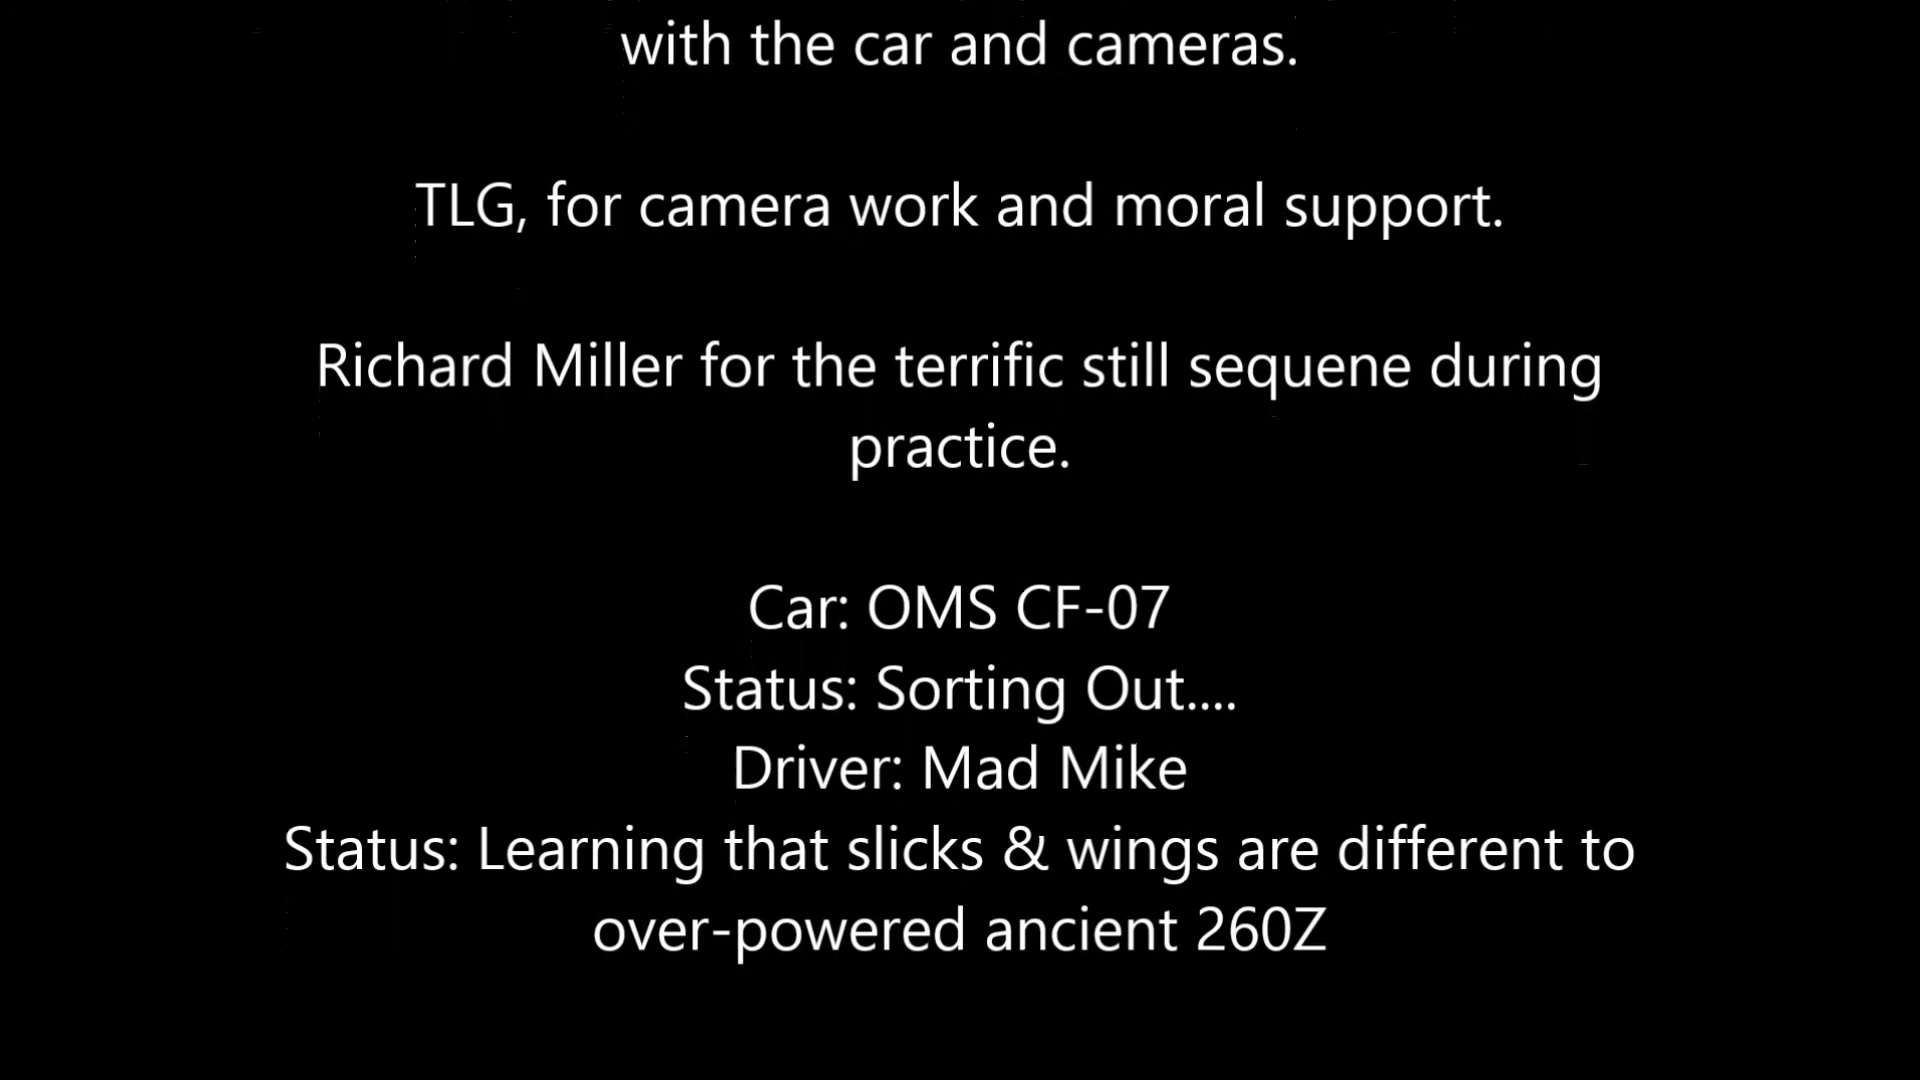 with the car and cameras.
TLG, for camera work and moral support.
Richard Miller for the terrific still sequene during
practice.
Car: OMS CF-07
Status: Sorting Out....
Driver: Mad Mike
Status: Learning that slicks & wings are different to
over-powered ancient 260Z